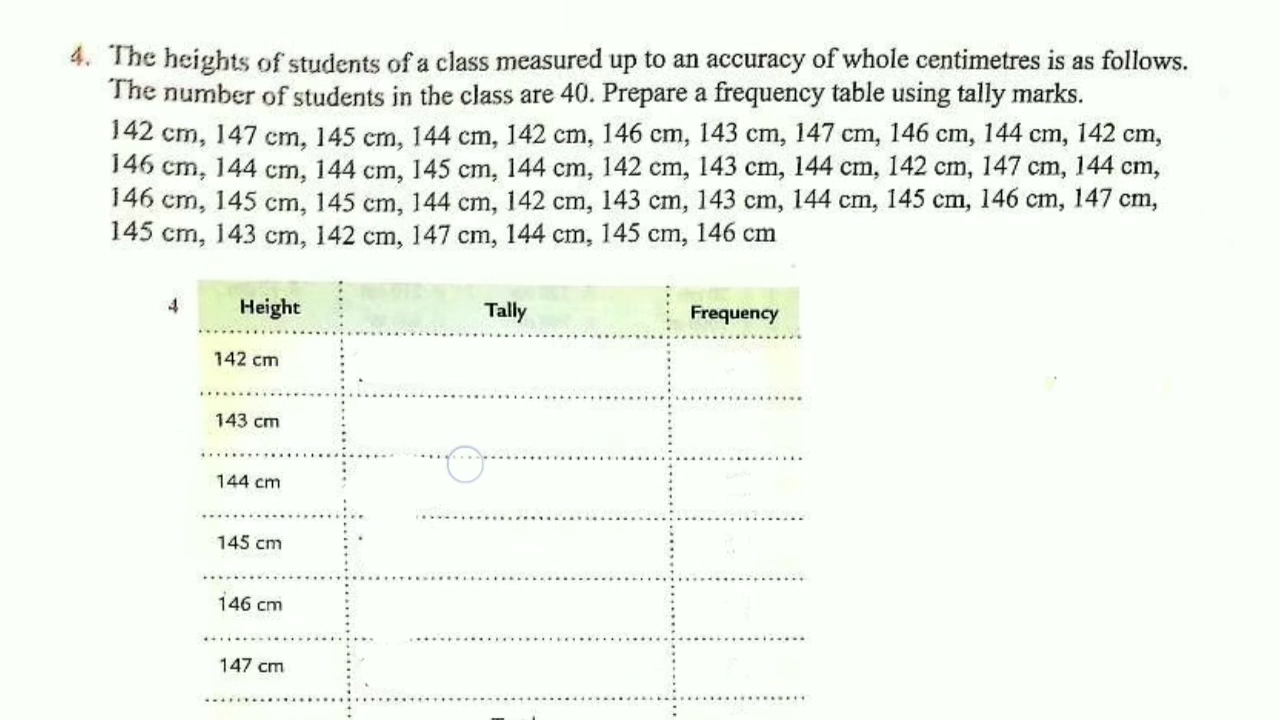 4. The heights of students of a class measured up to an accuracy of whole centimetres is as follows.
The number of students in the class are 40. Prepare a frequency table using tally marks.
142 cm, 147 cm, 145 cm, 144 cm, 142 cm, 146 cm, 143 cm, 147 cm, 146 cm, 144 cm, 142 cm,
146 cm, 144 cm, 144 cm, 145 cm, 144 cm, 142 cm, 143 cm, 144 cm, 142 cm, 147 cm, 144 cm,
146 cm, 145 cm, 145 cm, 144 cm, 142 cm, 143 cm, 143 cm, 144 cm, 145 cm, 146 cm, 147 cm,
145 cm, 143 cm, 142 cm, 147 cm, 144 cm, 145 cm, 146 cm
4 Height Tally Frequency
142 cm
143 cm
144 cm
145 cm
146 cm
147 cm